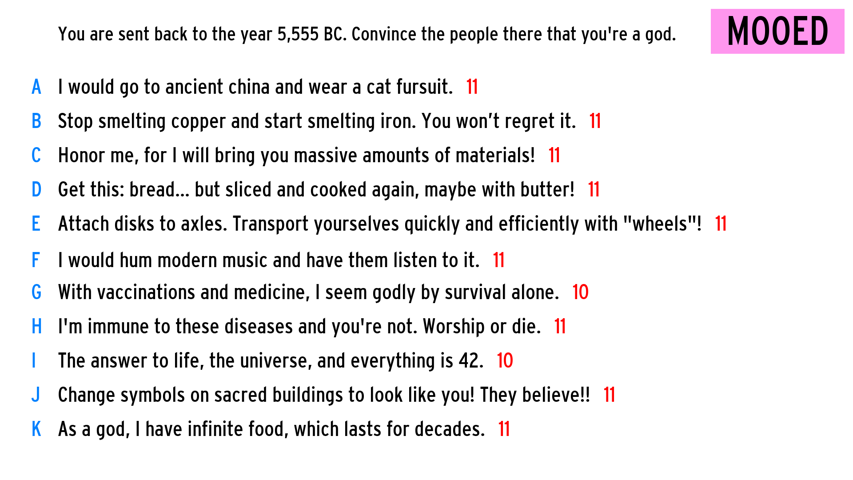 You are sent back to the year 5,555 BC. Convince the people there that you're a god.
MOOED
A I would go to ancient china and wear a cat fursuit. 11
B Stop smelting copper and start smelting iron. You won’t regret it. 11
C Honor me, for I will bring you massive amounts of materials! 11
D Get this: bread... but sliced and cooked again, maybe with butter! 11
E Attach disks to axles. Transport yourselves quickly and efficiently with "wheels"! 11
F I would hum modern music and have them listen to it. 11
G With vaccinations and medicine, I seem godly by survival alone. 10
H I'm immune to these diseases and you're not. Worship or die. 11
I The answer to life, the universe, and everything is 42. 10
J Change symbols on sacred buildings to look like you! They believe!! 11
K As a god, I have infinite food, which lasts for decades. 11